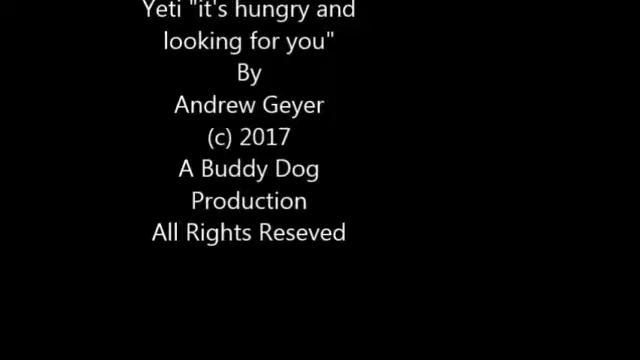 Yeti "it's hungry and
looking for you"
By
Andrew Geyer
(c) 2017
A Buddy Dog
Production
All Rights Reseved